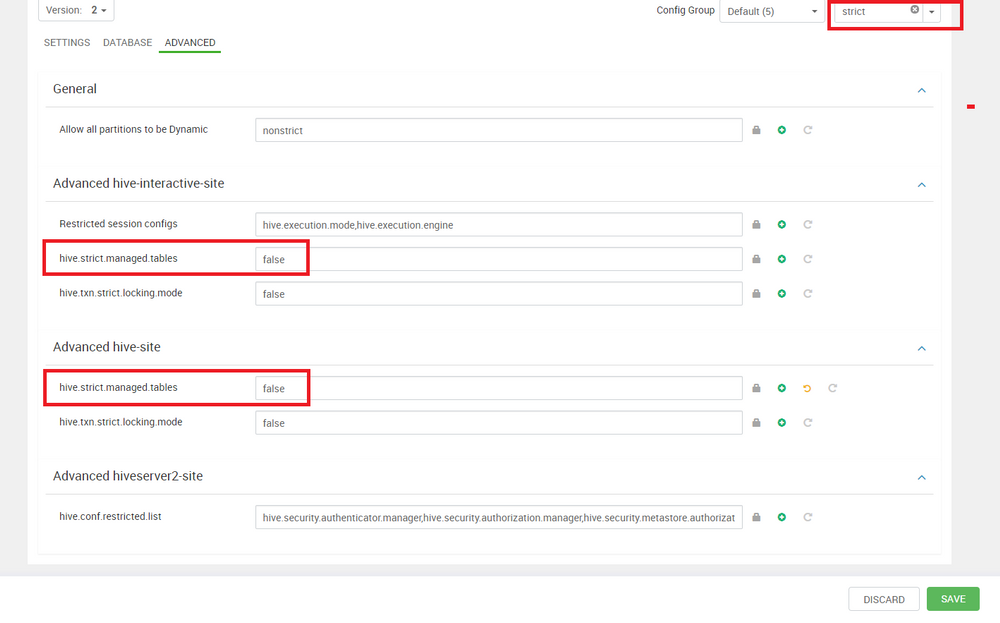 Version: 2
Config Group Default (5) strict
SETTINGS DATABASE ADVANCED
General
Allow all partitions to be Dynamic nonstrict
Advanced hive-interactive-site
Restricted session configs hive.execution.mode,hive.execution.engine
hive.strict.managed.tables false
hive.txn.strict.locking.mode false
Advanced hive-site
hive.strict.managed.tables false
hive.txn.strict.locking.mode false
Advanced hiveserver2-site
hive.conf.restricted.list hive.security.authenticator.manager,hive.security.authorization.manager,hive.security.metastore.authorizat
DISCARD SAVE